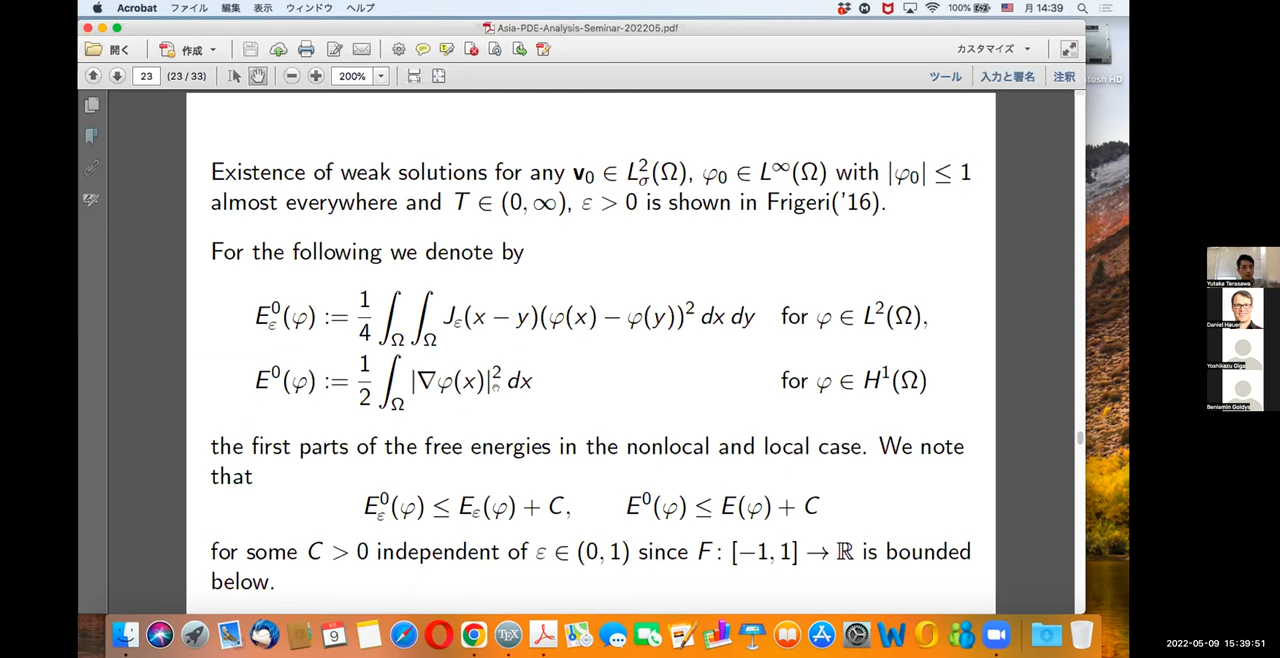 Acrobat ファイル 編集 表示 ウィンドウ ヘルプ 100% 月 14:39
Asia-PDE-Analysis-Seminar-202205.pdf
開く 作成 カスタマイズ
23 (23 / 33) 200% ツール 入力と署名 注釈
tosh HD
Existence of weak solutions for any v₀ ∈ L²_σ(Ω), φ₀ ∈ L^∞(Ω) with |φ₀| ≤ 1
almost everywhere and T ∈ (0, ∞), ε > 0 is shown in Frigeri('16).
For the following we denote by
E⁰_ε(φ) := 1/4 ∫_Ω ∫_Ω J_ε(x − y)(φ(x) − φ(y))² dx dy for φ ∈ L²(Ω),
E⁰(φ) := 1/2 ∫_Ω |∇φ(x)|² dx for φ ∈ H¹(Ω)
the first parts of the free energies in the nonlocal and local case. We note
that
E⁰_ε(φ) ≤ E_ε(φ) + C, E⁰(φ) ≤ E(φ) + C
for some C > 0 independent of ε ∈ (0, 1) since F : [−1, 1] → ℝ is bounded
below.
Yutaka Terasawa
Daniel Hauer
Yoshikazu Giga
Beniamin Goldys
9
TEX
2022-05-09 15:39:51